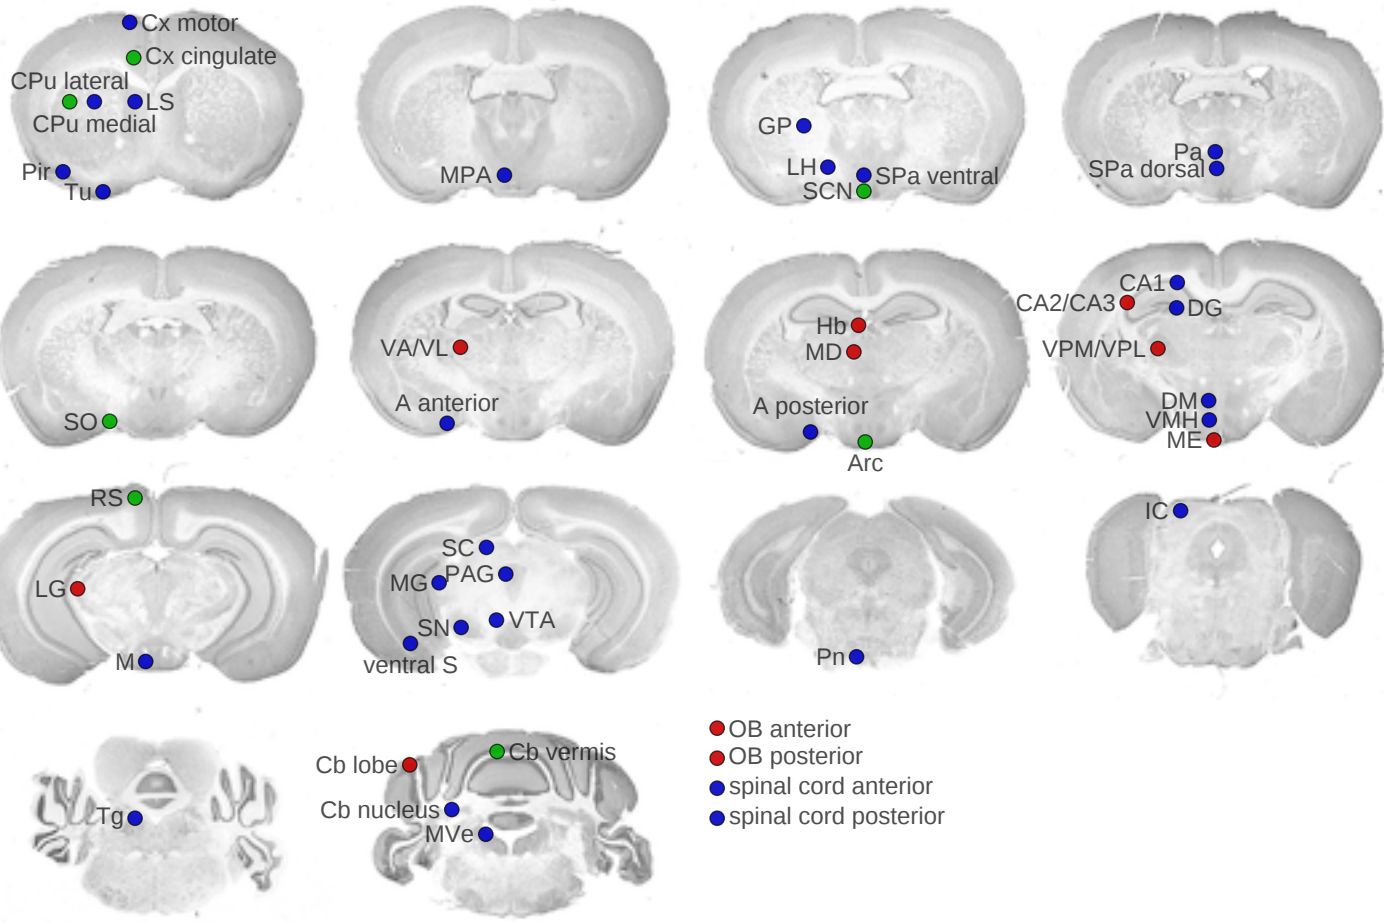 Cx motor
Cx cingulate
CPu lateral
LS
CPu medial
Pir
Tu
MPA
GP
LH
SPa ventral
SCN
Pa
SPa dorsal
SO
VA/VL
A anterior
Hb
MD
A posterior
Arc
CA1
CA2/CA3
DG
VPM/VPL
DM
VMH
ME
RS
LG
M
SC
MG
PAG
SN
VTA
ventral S
Pn
IC
Tg
Cb lobe
Cb vermis
Cb nucleus
MVe
OB anterior
OB posterior
spinal cord anterior
spinal cord posterior